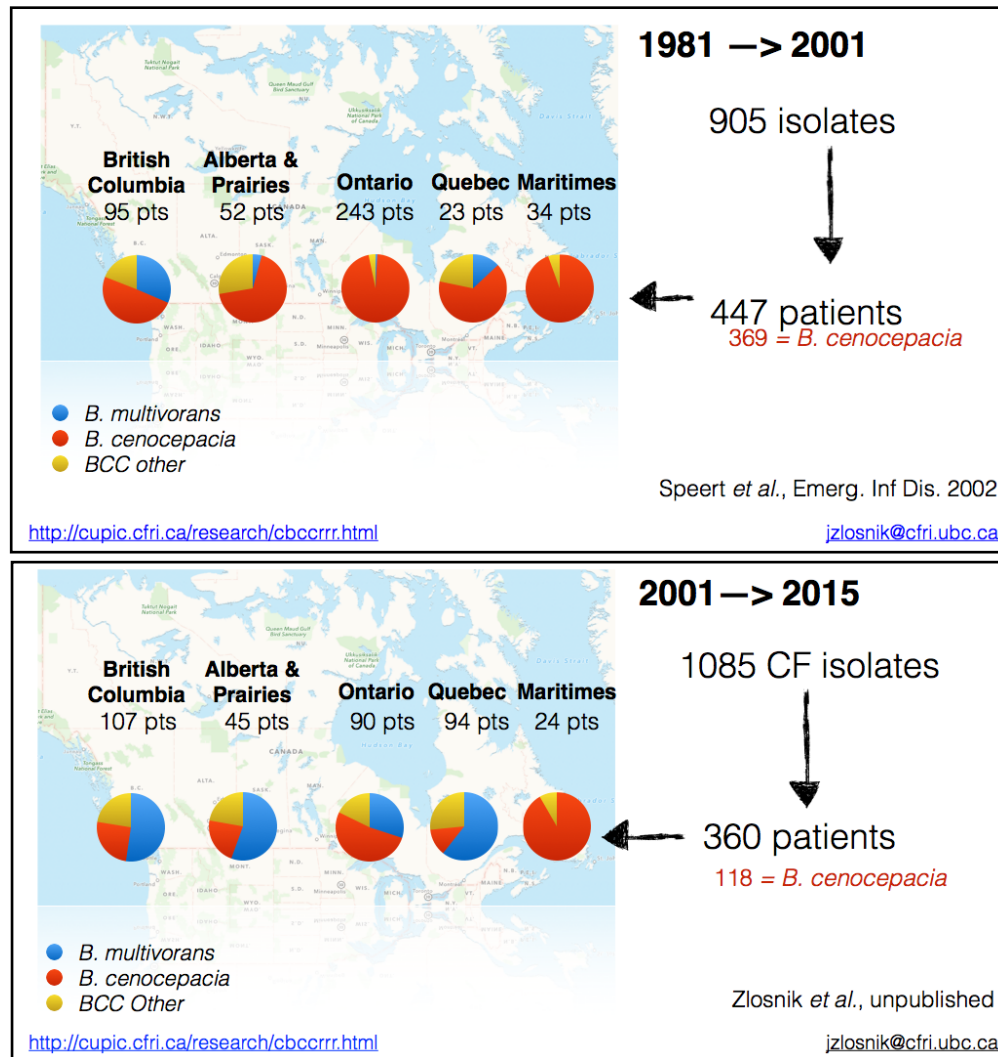 1981 —> 2001
905 isolates
British Columbia
95 pts
Alberta & Prairies
52 pts
Ontario
243 pts
Quebec
23 pts
Maritimes
34 pts
447 patients
369 = B. cenocepacia
B. multivorans
B. cenocepacia
BCC other
Speert et al., Emerg. Inf Dis. 2002
http://cupic.cfri.ca/research/cbccrrr.html
jzlosnik@cfri.ubc.ca
2001—> 2015
1085 CF isolates
British Columbia
107 pts
Alberta & Prairies
45 pts
Ontario
90 pts
Quebec
94 pts
Maritimes
24 pts
360 patients
118 = B. cenocepacia
B. multivorans
B. cenocepacia
BCC Other
Zlosnik et al., unpublished
http://cupic.cfri.ca/research/cbccrrr.html
jzlosnik@cfri.ubc.ca